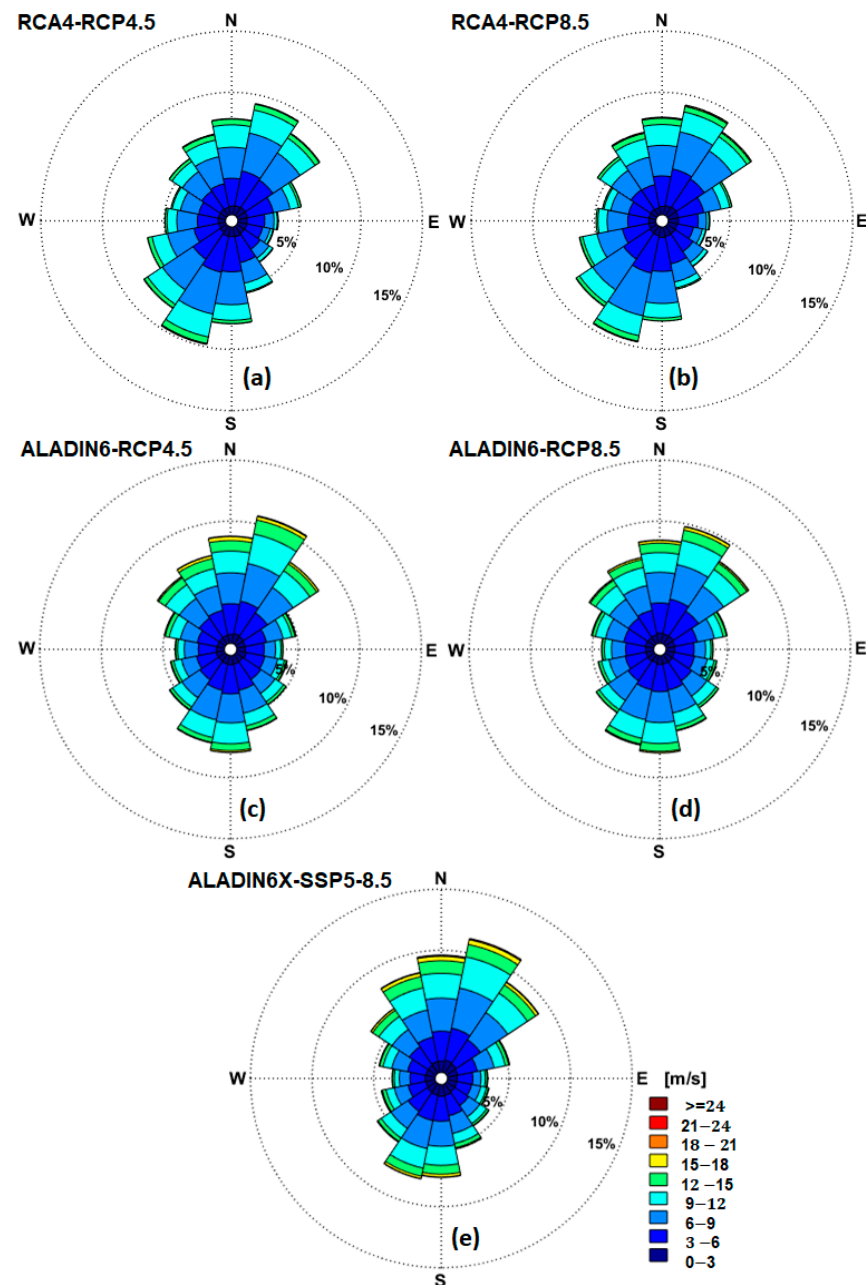 RCA4-RCP4.5
N
W
E
5%
10%
15%
(a)
S
RCA4-RCP8.5
N
W
E
5%
10%
15%
(b)
S
ALADIN6-RCP4.5
N
W
E
5%
10%
15%
(c)
S
ALADIN6-RCP8.5
N
W
E
5%
10%
15%
(d)
S
ALADIN6X-SSP5-8.5
N
W
E
5%
10%
15%
(e)
S
[m/s]
>=24
21–24
18 – 21
15–18
12 –15
9–12
6–9
3 –6
0–3